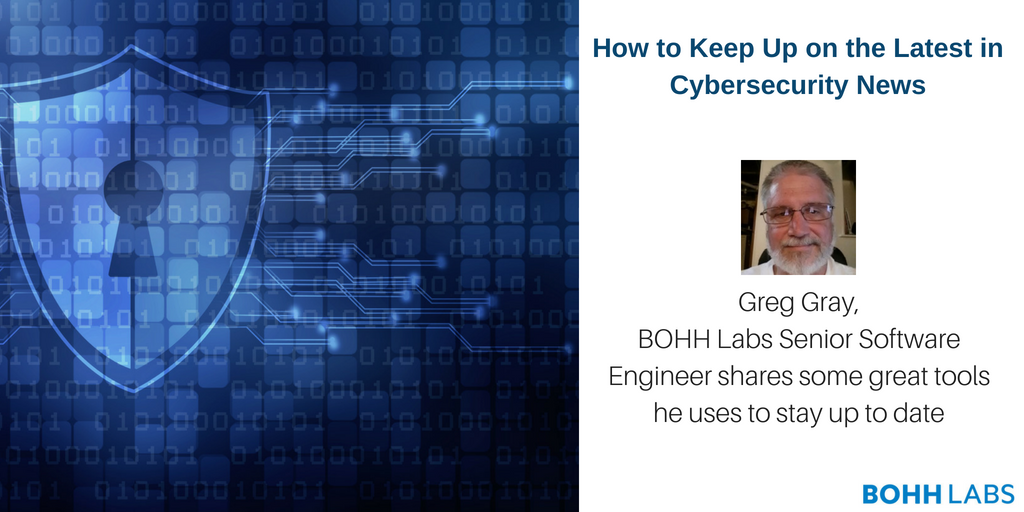 How to Keep Up on the Latest in
Cybersecurity News
Greg Gray,
BOHH Labs Senior Software
Engineer shares some great tools
he uses to stay up to date
BOHH LABS